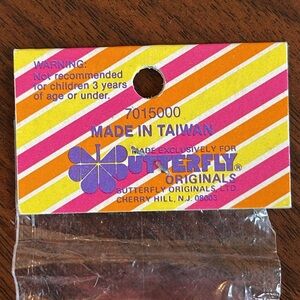 WARNING:
Not recommended
for children 3 years
of age or under.
7015000
MADE IN TAIWAN
MADE EXCLUSIVELY FOR
BUTTERFLY®
ORIGINALS
BUTTERFLY ORIGINALS, LTD.
CHERRY HILL, N.J. 08003